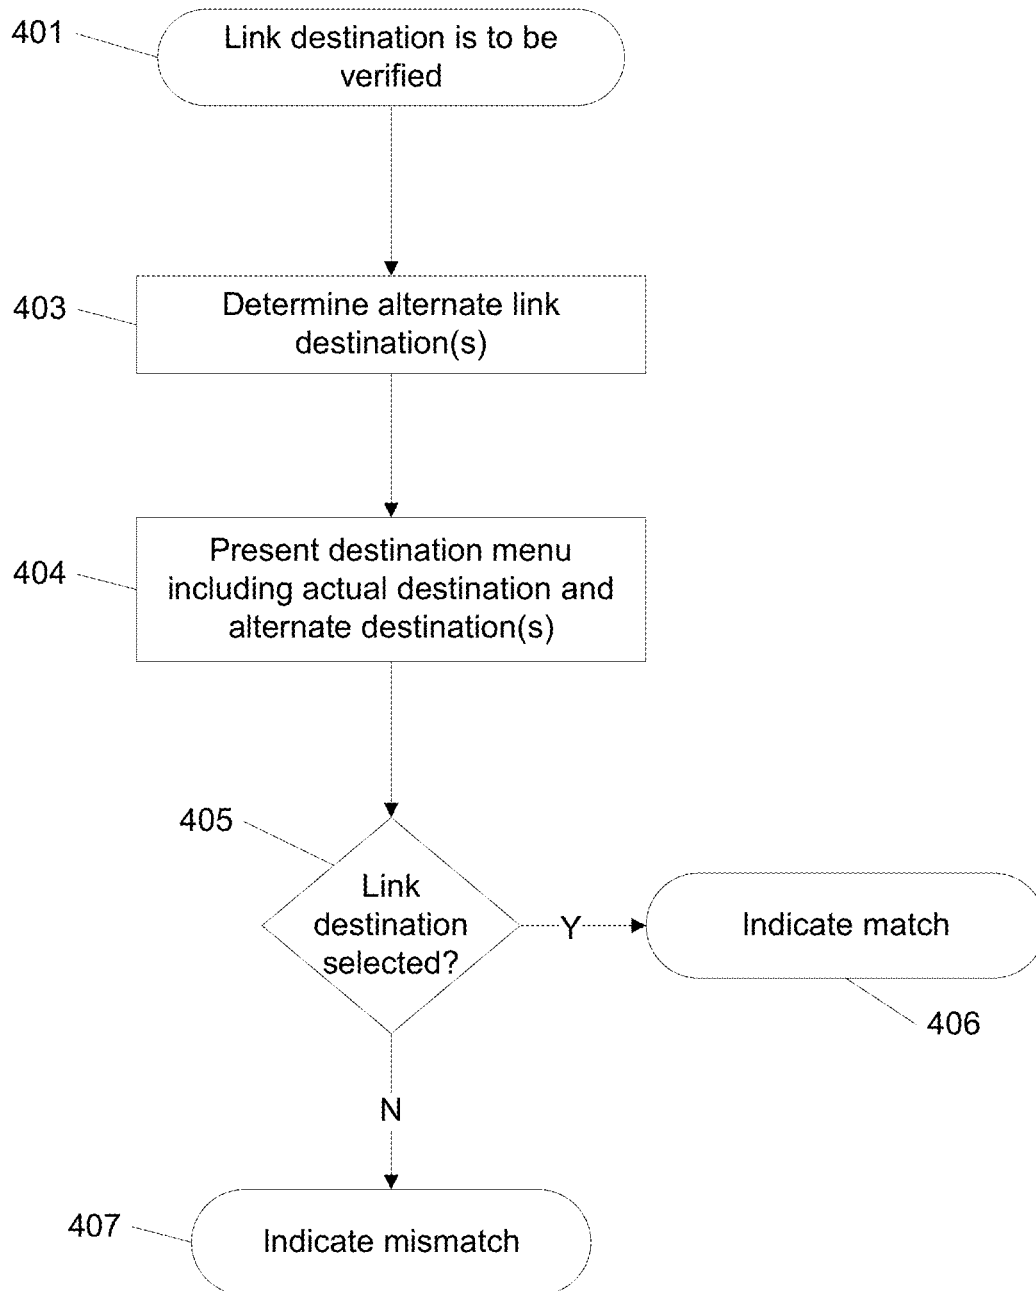 401
Link destination is to be
verified
403
Determine alternate link
destination(s)
404
Present destination menu
including actual destination and
alternate destination(s)
405
Link
destination
selected?
Y
Indicate match
406
N
407
Indicate mismatch